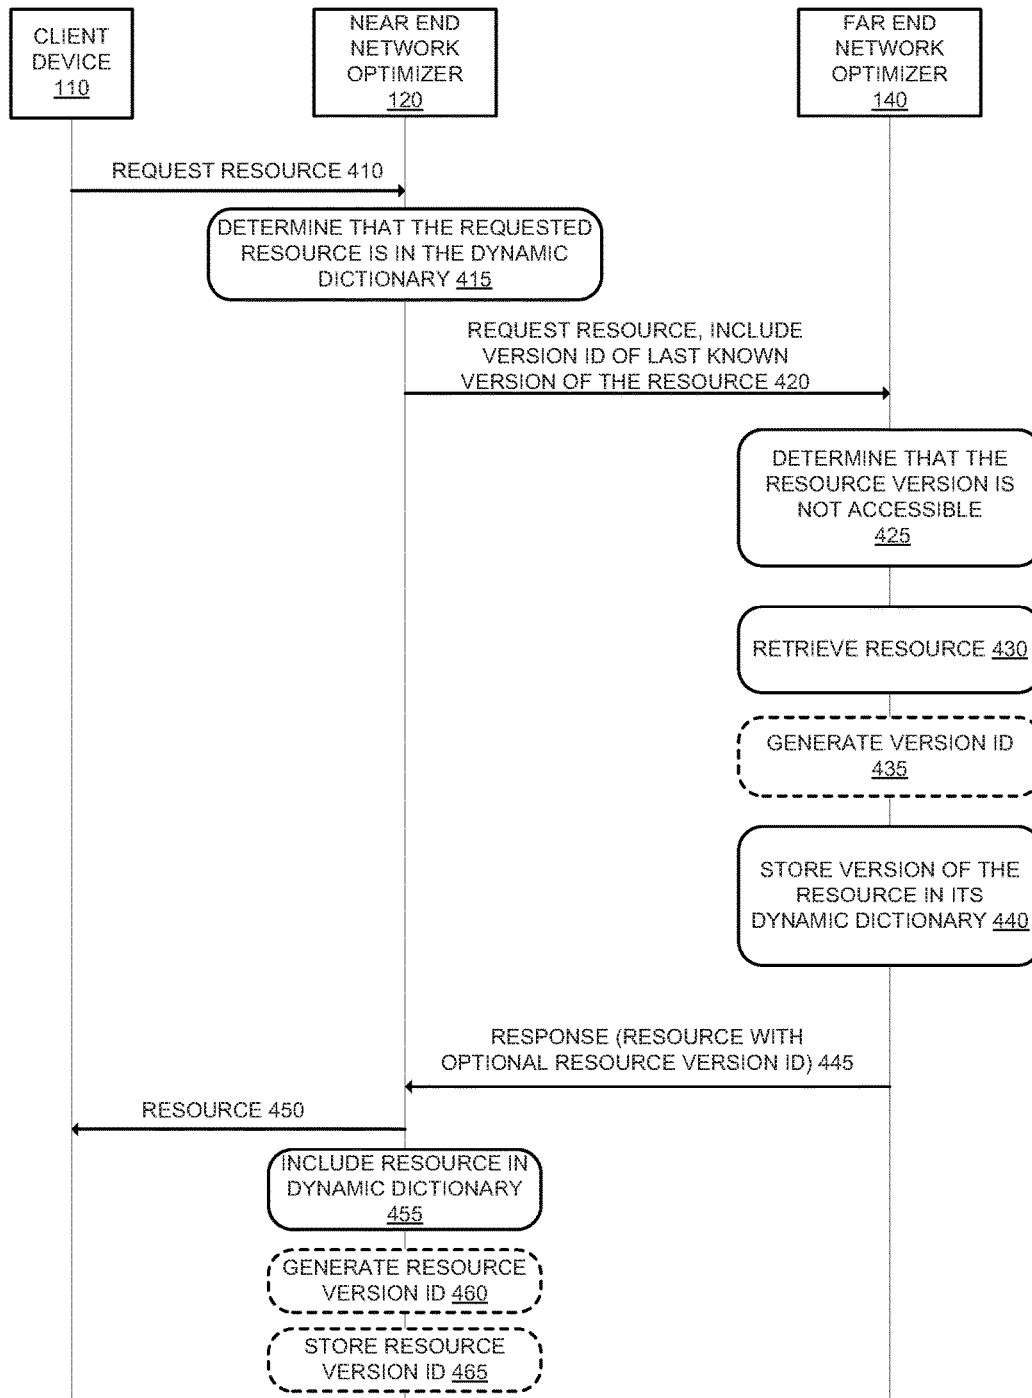 CLIENT
DEVICE
110
NEAR END
NETWORK
OPTIMIZER
120
FAR END
NETWORK
OPTIMIZER
140
REQUEST RESOURCE 410
DETERMINE THAT THE REQUESTED
RESOURCE IS IN THE DYNAMIC
DICTIONARY 415
REQUEST RESOURCE, INCLUDE
VERSION ID OF LAST KNOWN
VERSION OF THE RESOURCE 420
DETERMINE THAT THE
RESOURCE VERSION IS
NOT ACCESSIBLE
425
RETRIEVE RESOURCE 430
GENERATE VERSION ID
435
STORE VERSION OF THE
RESOURCE IN ITS
DYNAMIC DICTIONARY 440
RESPONSE (RESOURCE WITH
OPTIONAL RESOURCE VERSION ID) 445
RESOURCE 450
INCLUDE RESOURCE IN
DYNAMIC DICTIONARY
455
GENERATE RESOURCE
VERSION ID 460
STORE RESOURCE
VERSION ID 465